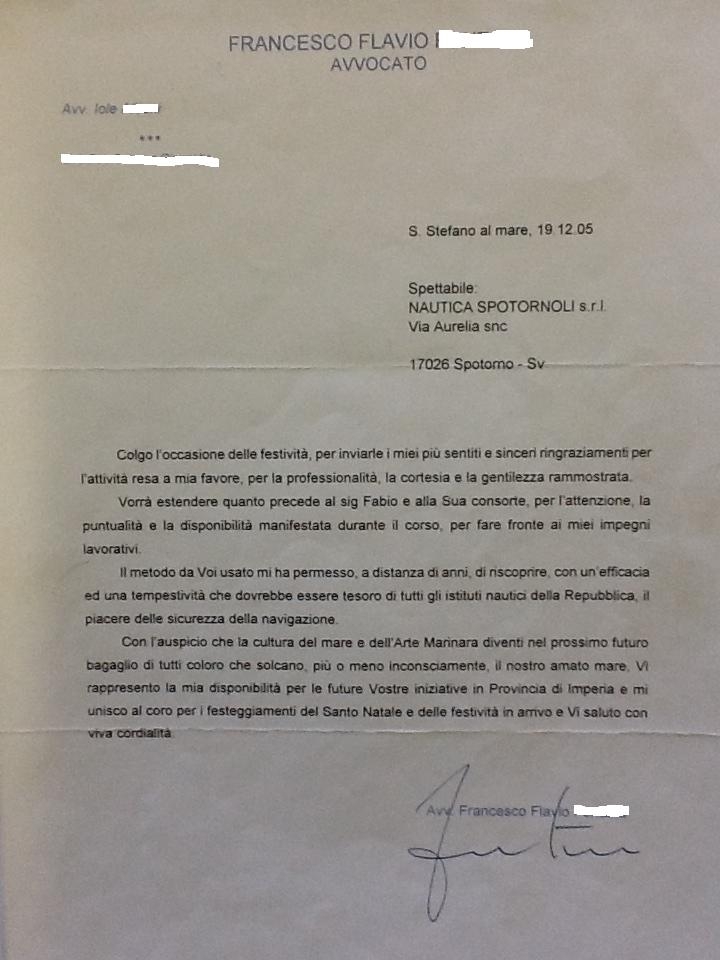 FRANCESCO FLAVIO
AVVOCATO
Avv. Iole
***
S. Stefano al mare, 19.12.05
Spettabile:
NAUTICA SPOTORNOLI s.r.l.
Via Aurelia snc
17026 Spotorno - Sv
Colgo l'occasione delle festività, per inviarle i miei più sentiti e sinceri ringraziamenti per
l'attività resa a mia favore, per la professionalità, la cortesia e la gentilezza rammostrata.
Vorrà estendere quanto precede al sig Fabio e alla Sua consorte, per l'attenzione, la
puntualità e la disponibilità manifestata durante il corso, per fare fronte ai miei impegni
lavorativi.
Il metodo da Voi usato mi ha permesso, a distanza di anni, di riscoprire, con un'efficacia
ed una tempestività che dovrebbe essere tesoro di tutti gli istituti nautici della Repubblica, il
piacere delle sicurezza della navigazione.
Con l'auspicio che la cultura del mare e dell'Arte Marinara diventi nel prossimo futuro
bagaglio di tutti coloro che solcano, più o meno inconsciamente, il nostro amato mare, Vi
rappresento la mia disponibilità per le future Vostre iniziative in Provincia di Imperia e mi
unisco al coro per i festeggiamenti del Santo Natale e delle festività in arrivo e Vi saluto con
viva cordialità.
Avv. Francesco Flavio